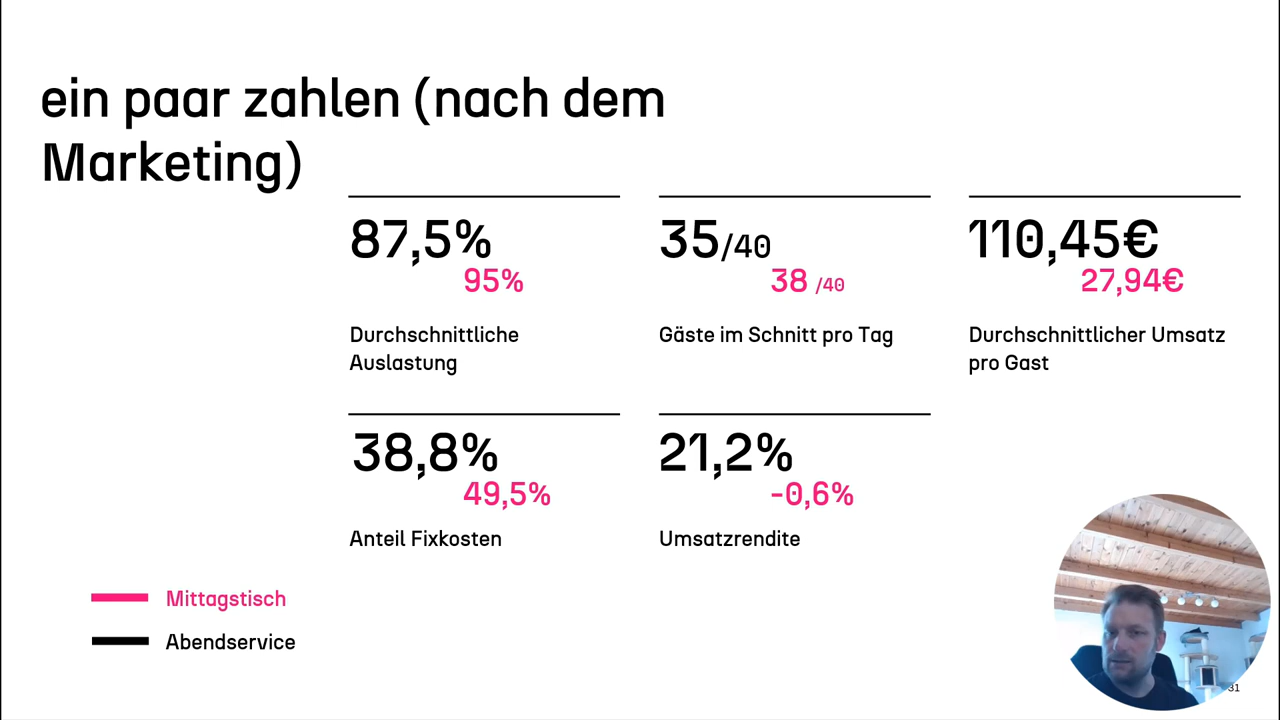 ein paar zahlen (nach dem
Marketing)
87,5%
95%
Durchschnittliche
Auslastung
35/40
38 /40
Gäste im Schnitt pro Tag
110,45€
27,94€
Durchschnittlicher Umsatz
pro Gast
38,8%
49,5%
Anteil Fixkosten
21,2%
-0,6%
Umsatzrendite
Mittagstisch
Abendservice
31